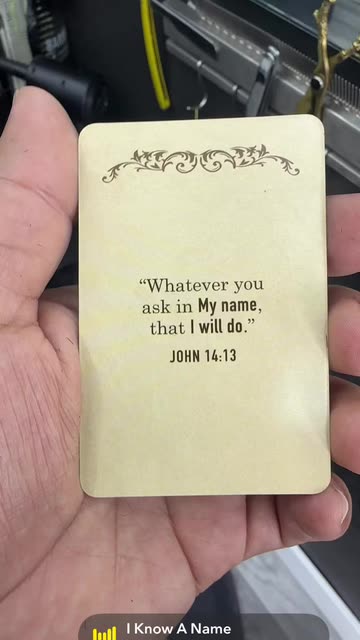 “Whatever you
ask in My name,
that I will do.”
JOHN 14:13
I Know A Name